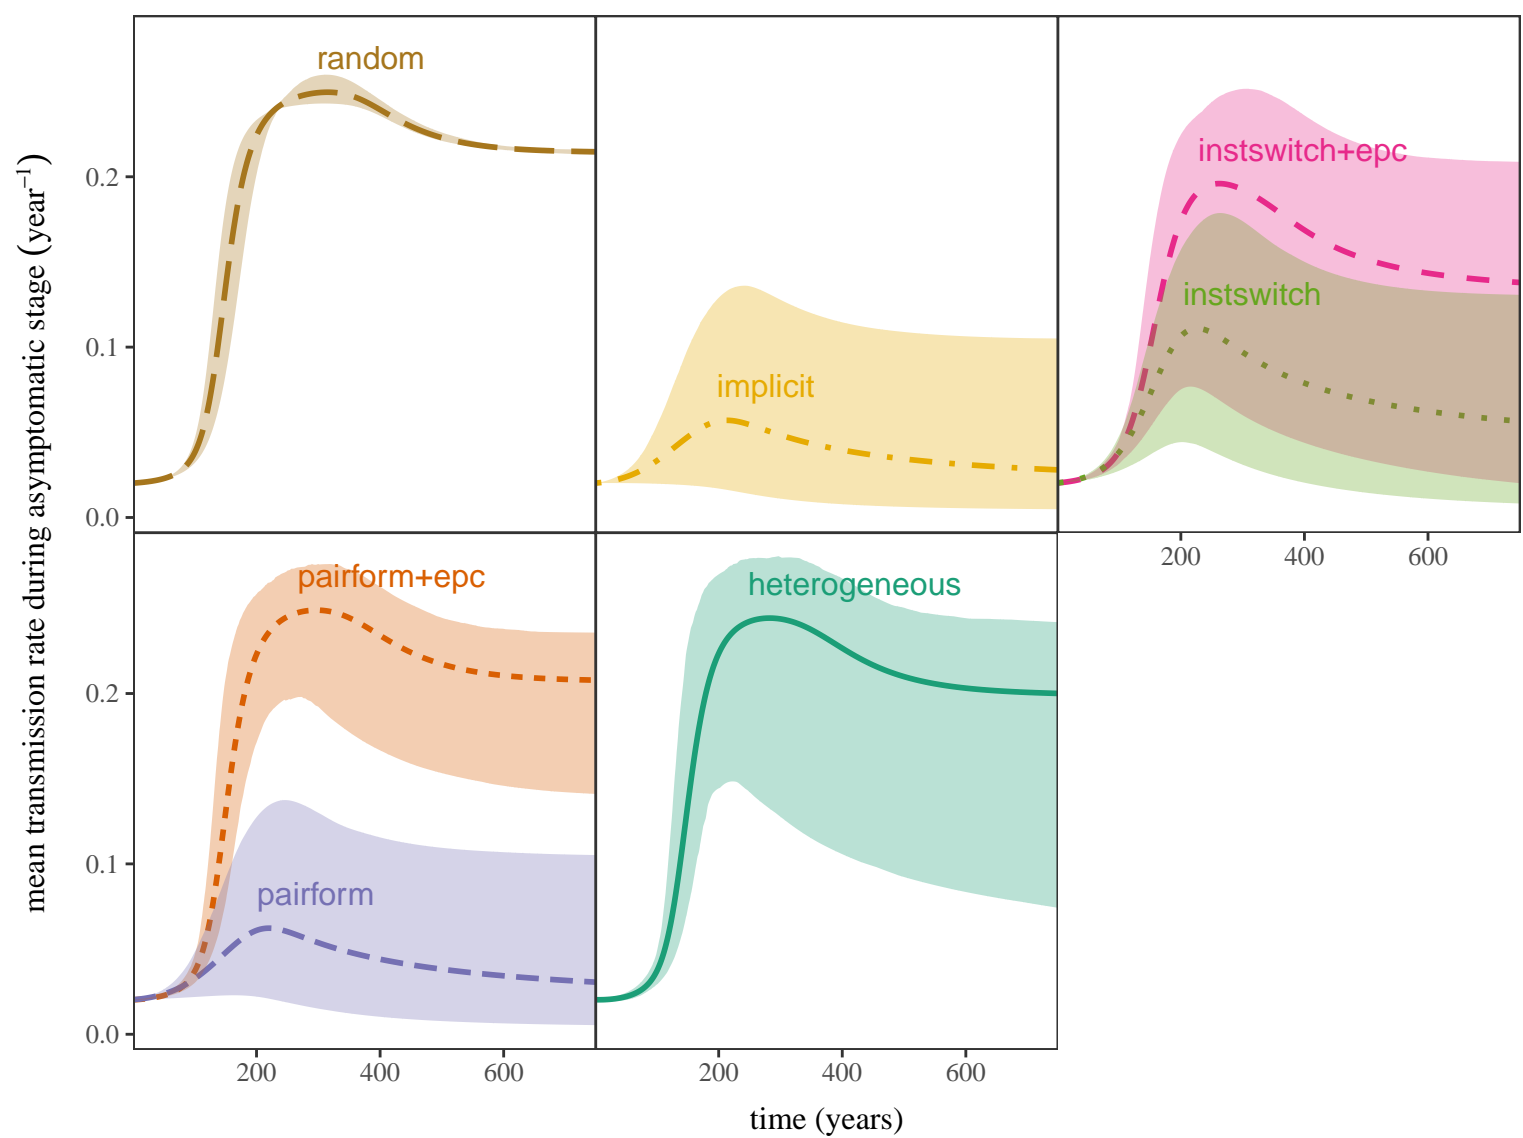 random
implicit
instswitch+epc
instswitch
0.2
0.1
0.0
200 400 600
pairform+epc
pairform
heterogeneous
0.2
0.1
0.0
200 400 600
200 400 600
time (years)
mean transmission rate during asymptomatic stage (year⁻¹)